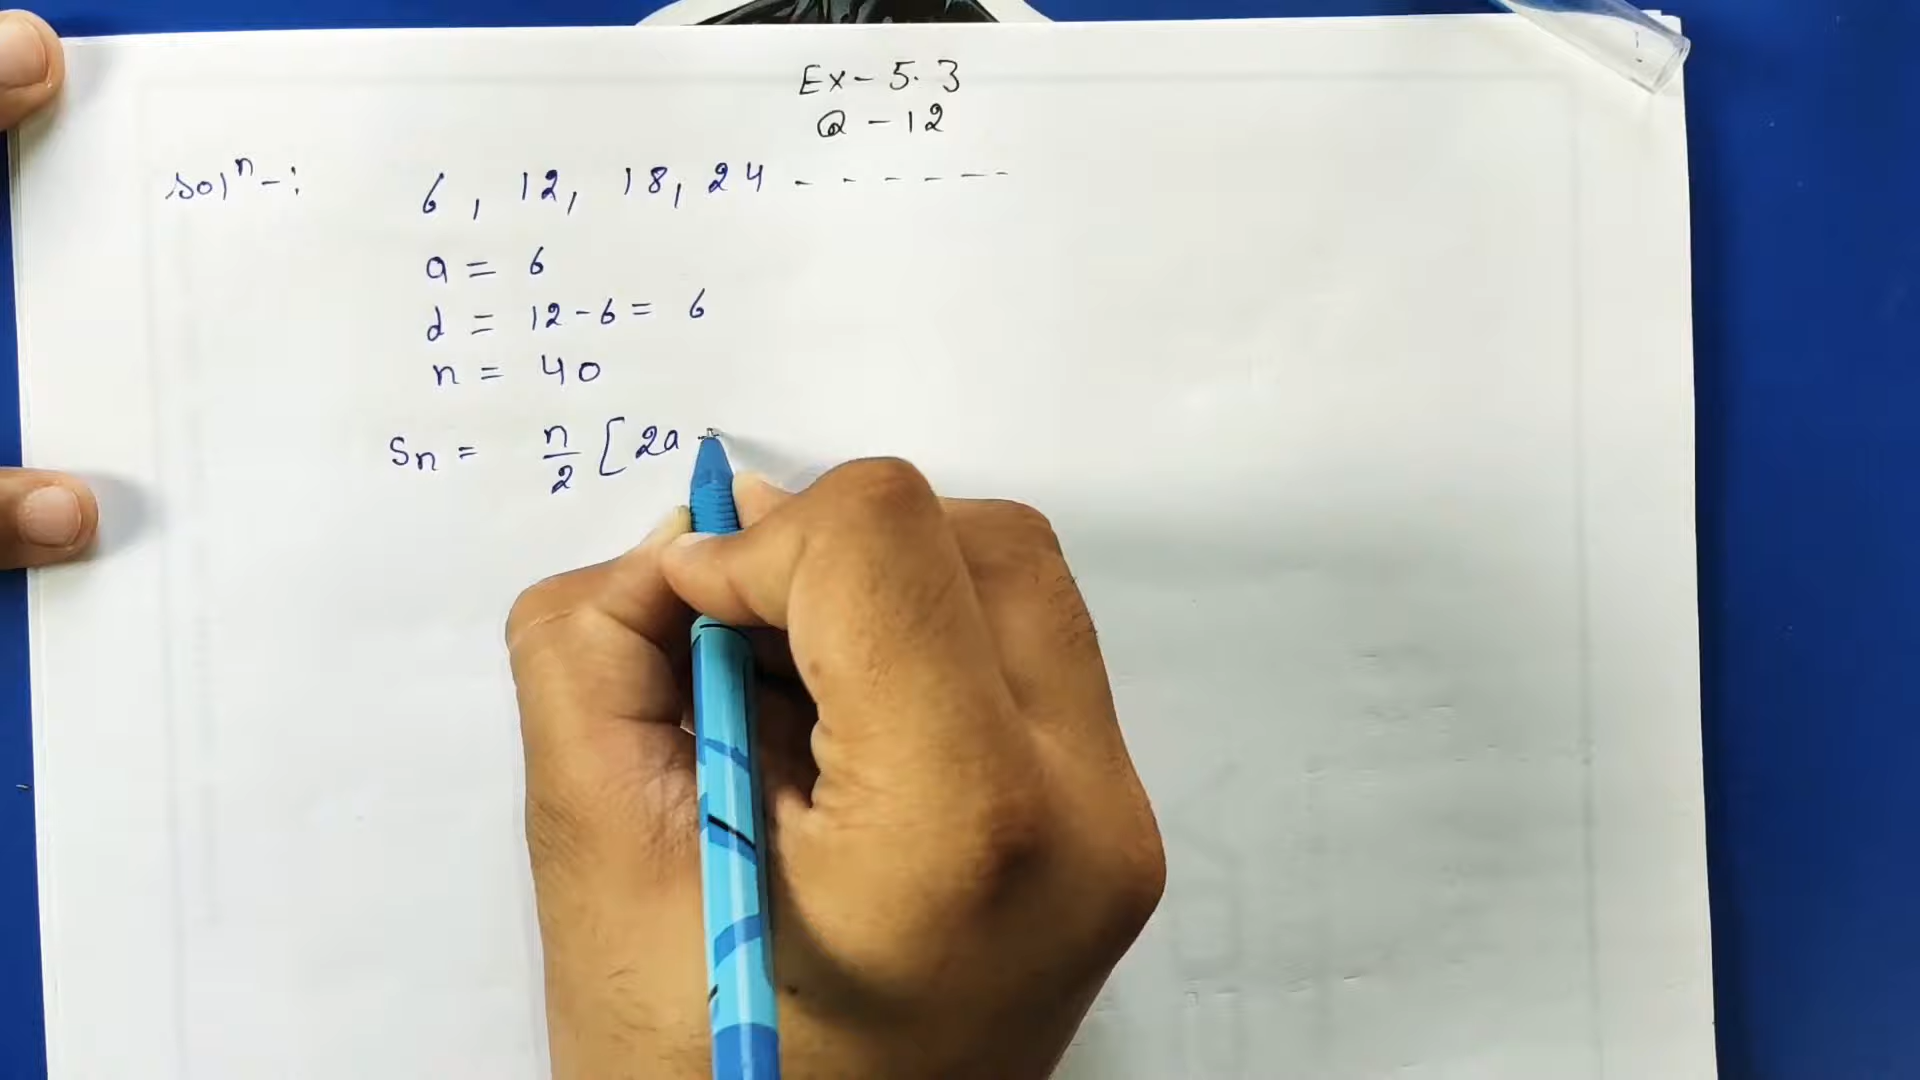 Ex - 5.3
Q - 12
Solⁿ -: 6, 12, 18, 24 - - - - - -
a = 6
d = 12 - 6 = 6
n = 40
Sn = n/2 [2a +